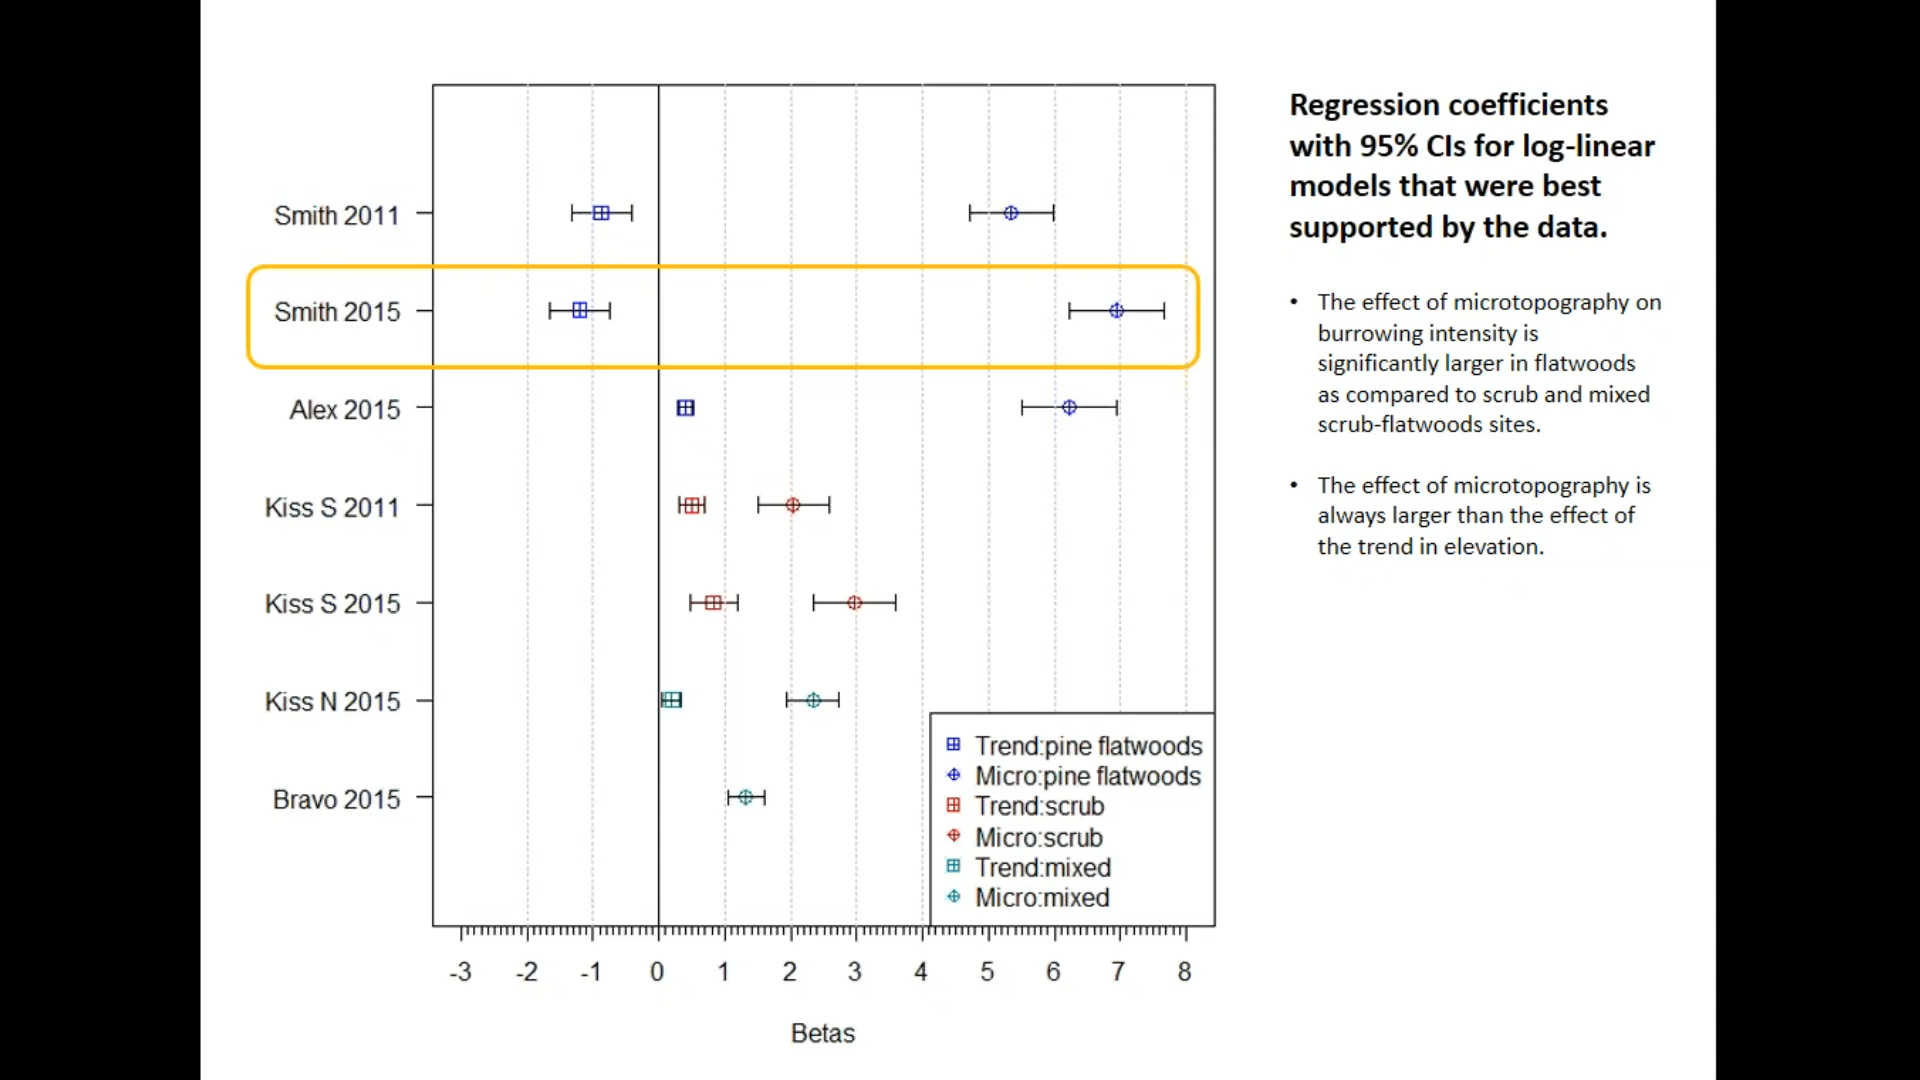 Smith 2011
Smith 2015
Alex 2015
Kiss S 2011
Kiss S 2015
Kiss N 2015
Bravo 2015
Trend:pine flatwoods
Micro:pine flatwoods
Trend:scrub
Micro:scrub
Trend:mixed
Micro:mixed
-3 -2 -1 0 1 2 3 4 5 6 7 8
Betas
Regression coefficients
with 95% CIs for log-linear
models that were best
supported by the data.
• The effect of microtopography on
burrowing intensity is
significantly larger in flatwoods
as compared to scrub and mixed
scrub-flatwoods sites.
• The effect of microtopography is
always larger than the effect of
the trend in elevation.